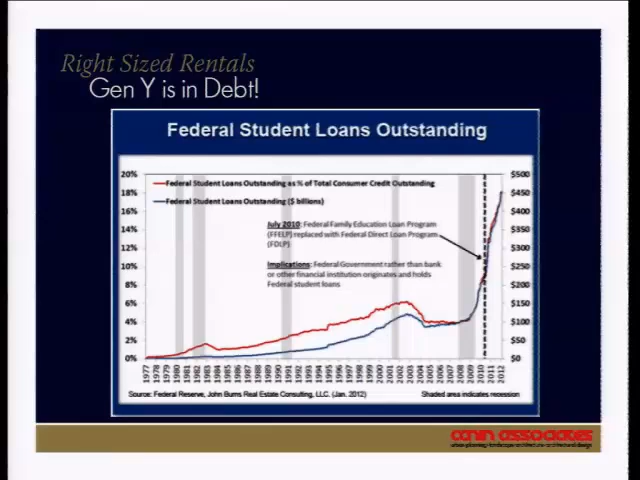 Right Sized Rentals
Gen Y is in Debt!
Federal Student Loans Outstanding
20% $500
Federal Student Loans Outstanding as % of Total Consumer Credit Outstanding
18% $450
Federal Student Loans Outstanding ($ billions)
16% $400
July 2010: Federal Family Education Loan Program
14% $350
(FFELP) replaced with Federal Direct Loan Program
(FDLP)
12% $300
Implications: Federal Government rather than bank
10% $250
or other financial institution originates and holds
Federal student loans
8% $200
6% $150
4% $100
2% $50
0% $0
1977 1978 1980 1981 1982 1983 1984 1985 1986 1987 1988 1989 1990 1991 1992 1993 1994 1995 1996 1997 1998 1999 2000 2001 2002 2003 2004 2005 2006 2007 2008 2009 2010 2011 2012
Source: Federal Reserve, John Burns Real Estate Consulting, LLC. (Jan. 2012) Shaded area indicates recession
canin associates